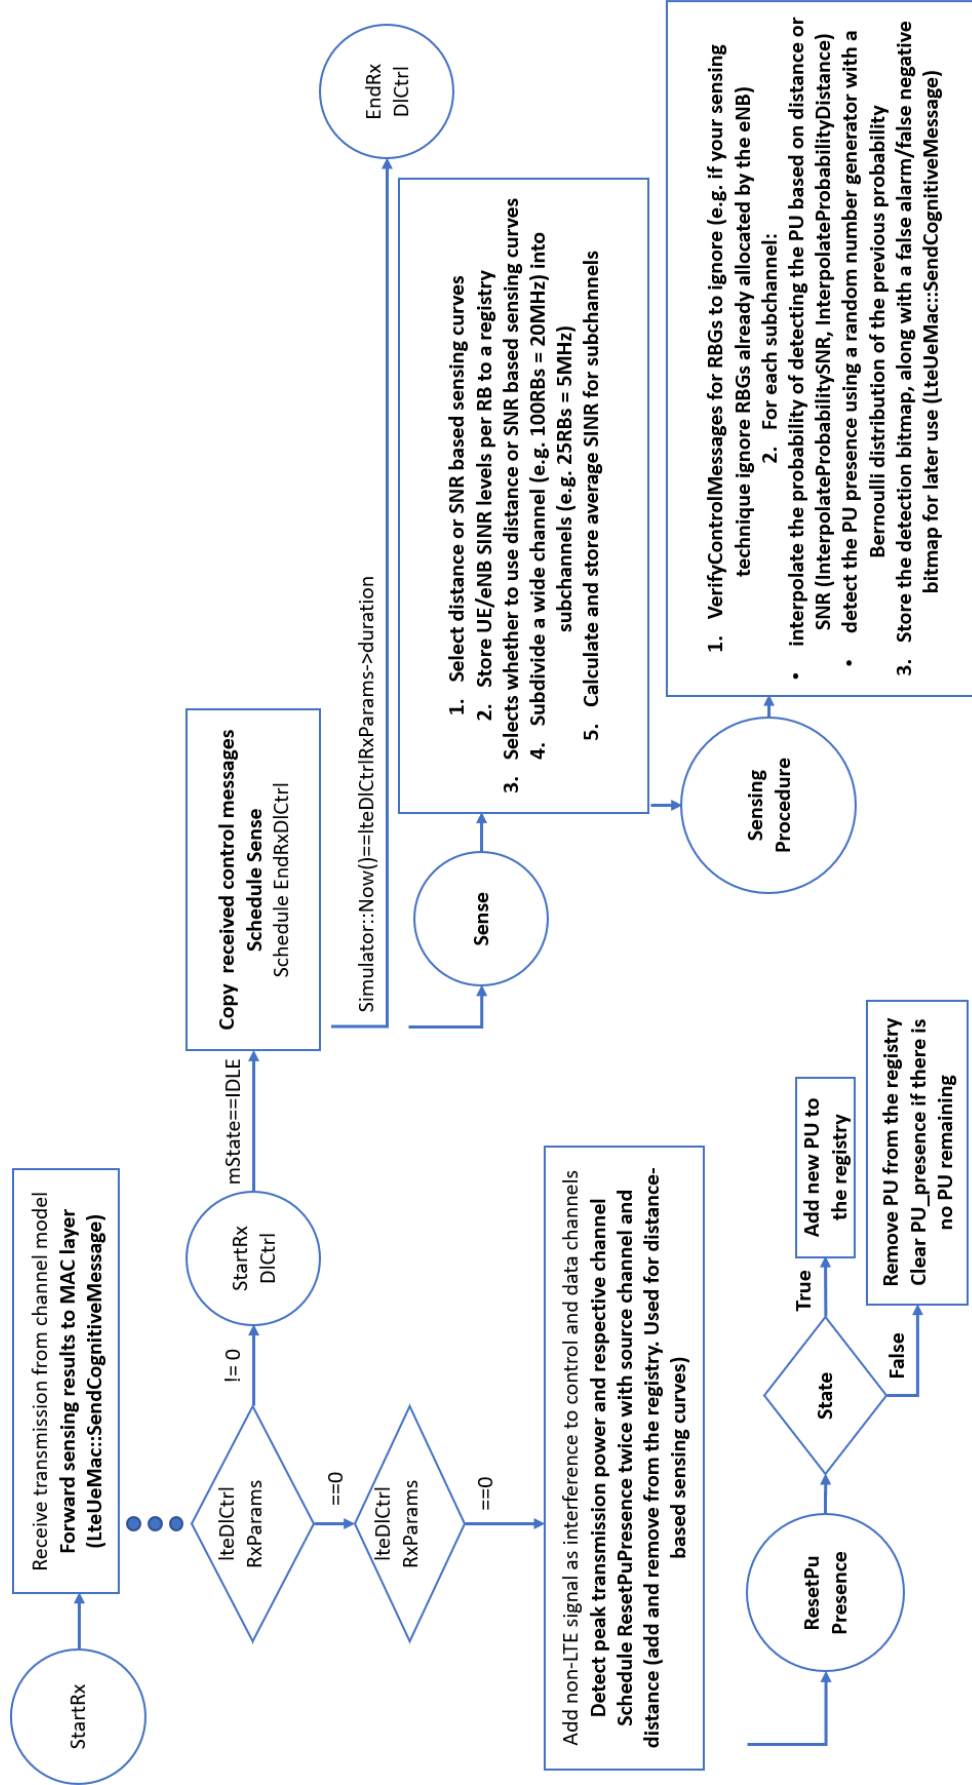 StartRx
Receive transmission from channel model
Forward sensing results to MAC layer
(LteUeMac::SendCognitiveMessage)
lteDlCtrl
RxParams
!= 0
StartRx
DlCtrl
mState==IDLE
Copy received control messages
Schedule Sense
Schedule EndRxDlCtrl
Simulator::Now()==lteDlCtrlRxParams->duration
EndRx
DlCtrl
==0
lteDlCtrl
RxParams
==0
Sense
1. Select distance or SNR based sensing curves
2. Store UE/eNB SINR levels per RB to a registry
3. Selects whether to use distance or SNR based sensing curves
4. Subdivide a wide channel (e.g. 100RBs = 20MHz) into
subchannels (e.g. 25RBs = 5MHz)
5. Calculate and store average SINR for subchannels
Add non-LTE signal as interference to control and data channels
Detect peak transmission power and respective channel
Schedule ResetPuPresence twice with source channel and
distance (add and remove from the registry. Used for distance-
based sensing curves)
Sensing
Procedure
1. VerifyControlMessages for RBGs to ignore (e.g. if your sensing
technique ignore RBGs already allocated by the eNB)
2. For each subchannel:
• interpolate the probability of detecting the PU based on distance or
SNR (InterpolateProbabilitySNR, InterpolateProbabilityDistance)
• detect the PU presence using a random number generator with a
Bernoulli distribution of the previous probability
3. Store the detection bitmap, along with a false alarm/false negative
bitmap for later use (LteUeMac::SendCognitiveMessage)
ResetPu
Presence
State
True
Add new PU to
the registry
False
Remove PU from the registry
Clear PU_presence if there is
no PU remaining